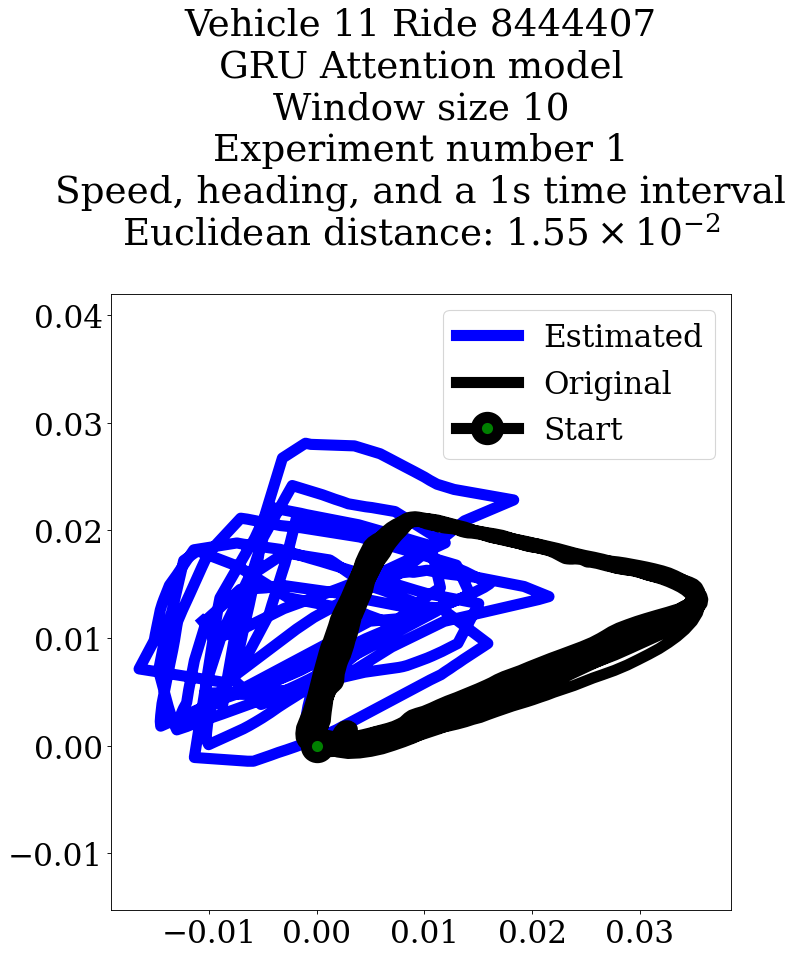 Vehicle 11 Ride 8444407
GRU Attention model
Window size 10
Experiment number 1
Speed, heading, and a 1s time interval
Euclidean distance: 1.55 × 10⁻²
Estimated
Original
Start
0.04
0.03
0.02
0.01
0.00
−0.01
−0.01 0.00 0.01 0.02 0.03